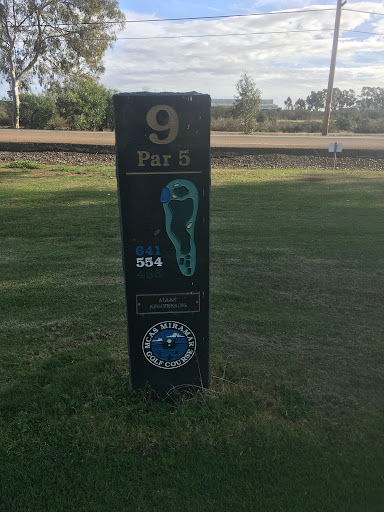 9
Par 5
641
554
MCAS MIRAMAR
GOLF COURSE